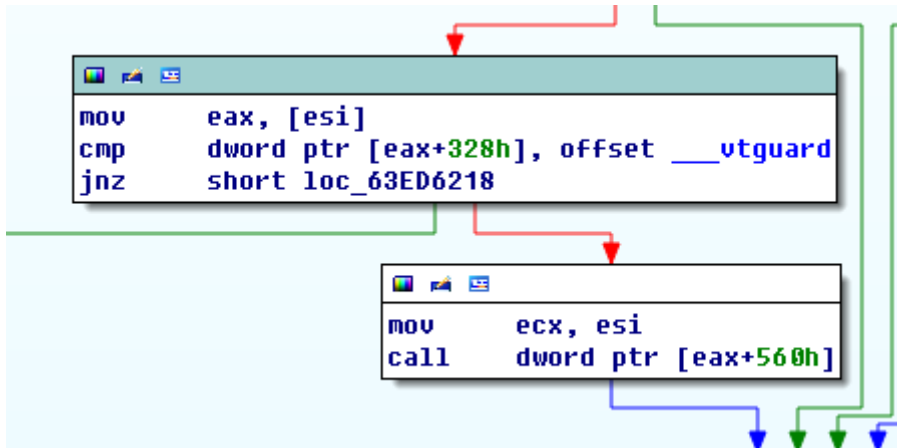 mov eax, [esi]
cmp dword ptr [eax+328h], offset ___vtguard
jnz short loc_63ED6218
mov ecx, esi
call dword ptr [eax+560h]